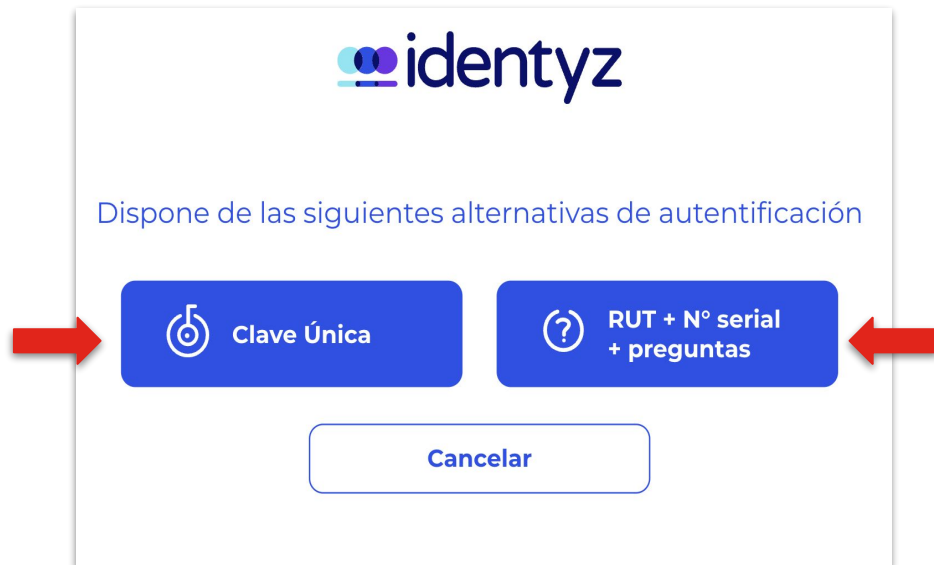 identyz
Dispone de las siguientes alternativas de autentificación
Clave Única
RUT + N° serial
+ preguntas
Cancelar